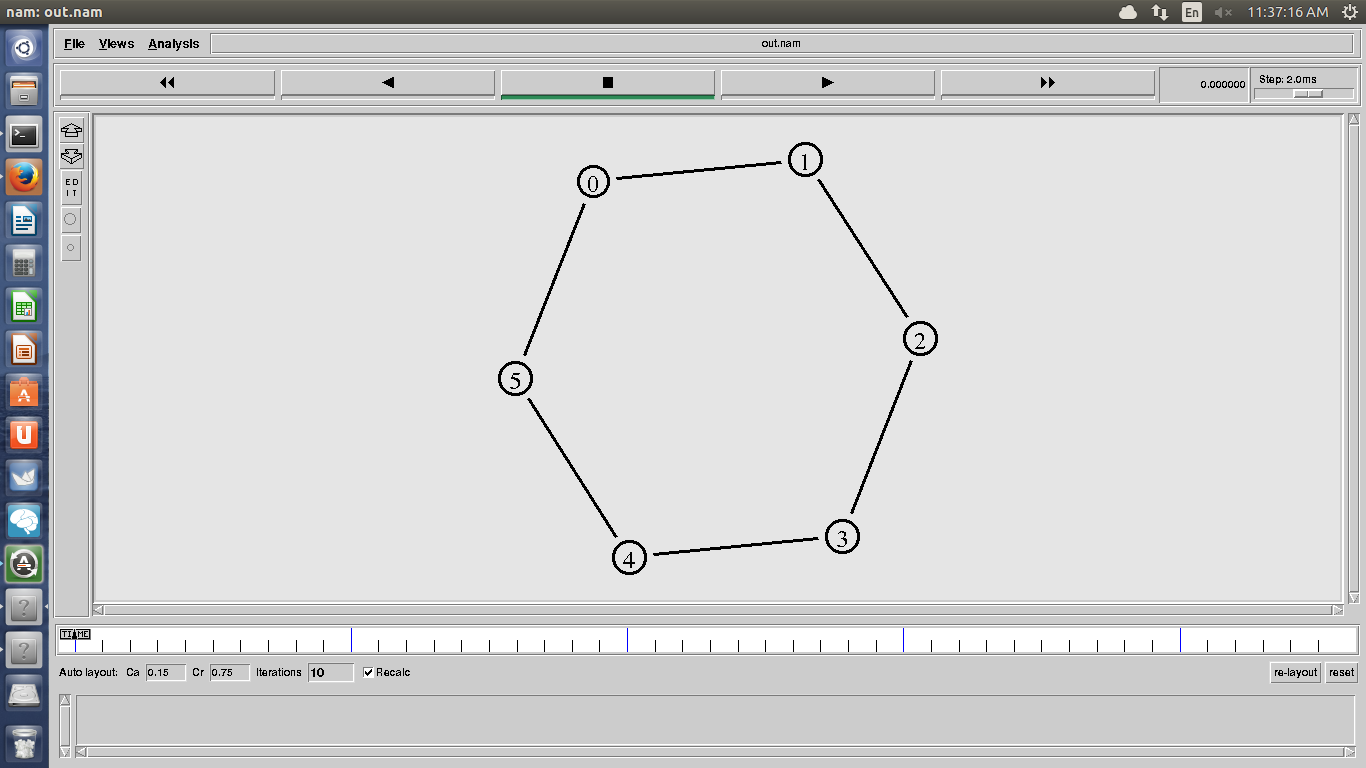 nam: out.nam
En
11:37:16 AM
File Views Analysis
out.nam
0.000000
Step: 2.0ms
ED
IT
0
1
2
5
3
4
TIME
Auto layout: Ca 0.15 Cr 0.75 Iterations 10 Recalc
re-layout reset